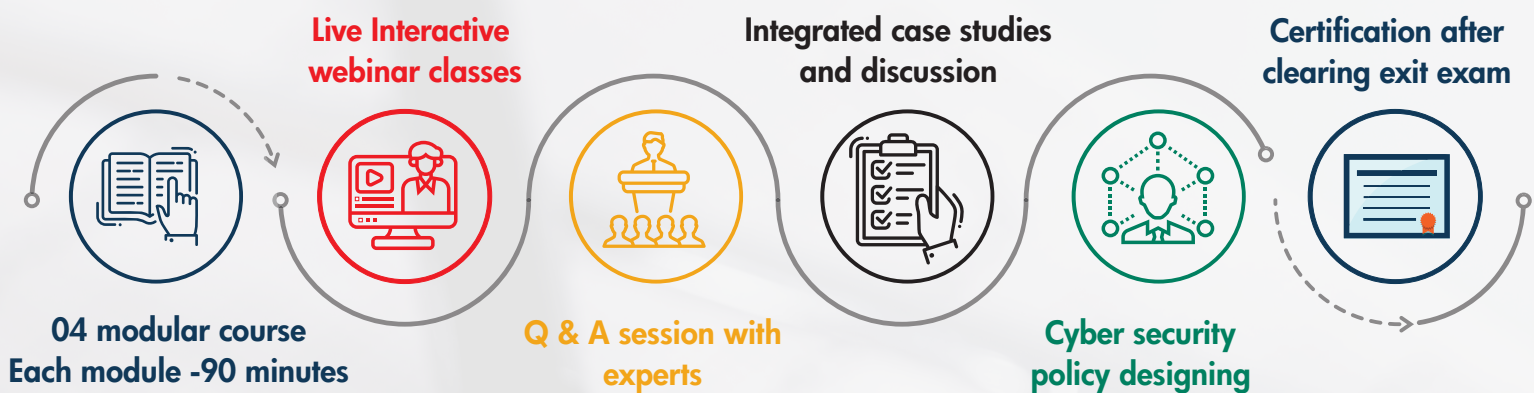 04 modular course
Each module -90 minutes
Live Interactive
webinar classes
Q & A session with
experts
Integrated case studies
and discussion
Cyber security
policy designing
Certification after
clearing exit exam